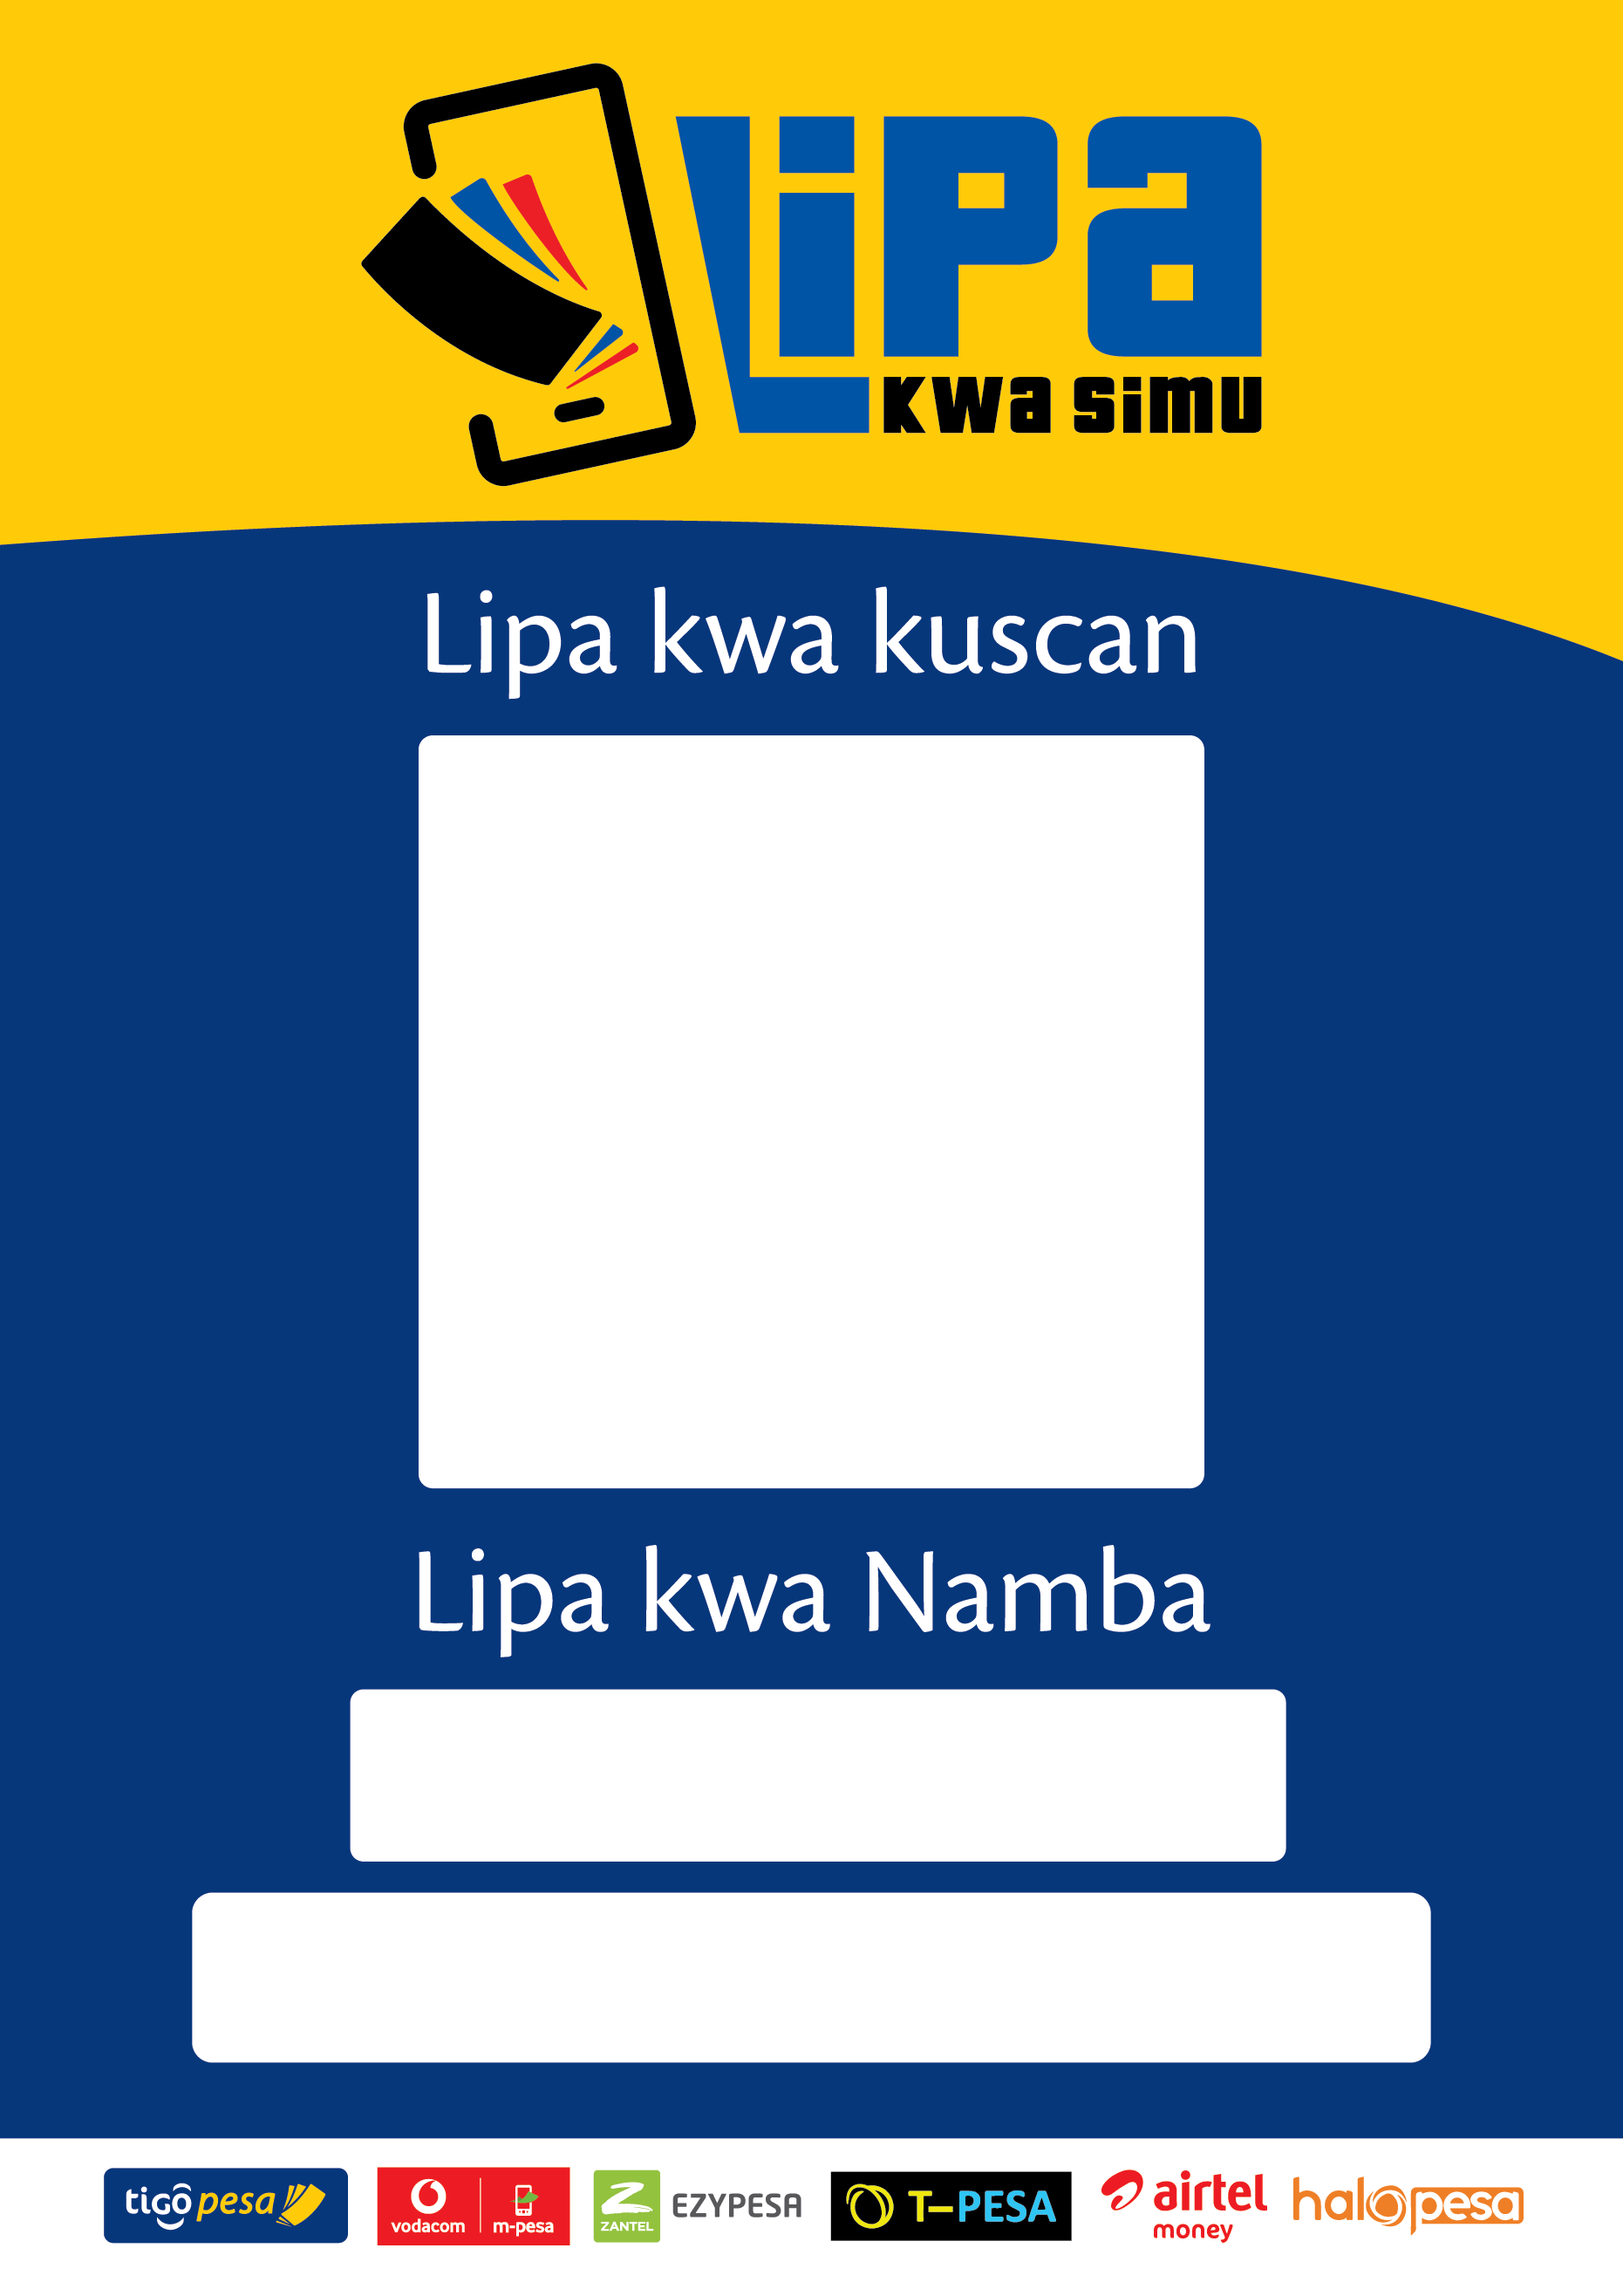 LiPa
kwa simu
Lipa kwa kuscan
Lipa kwa Namba
tigo pesa
vodacom m-pesa
ZANTEL EZYPESA
T-PESA
airtel money
halopesa